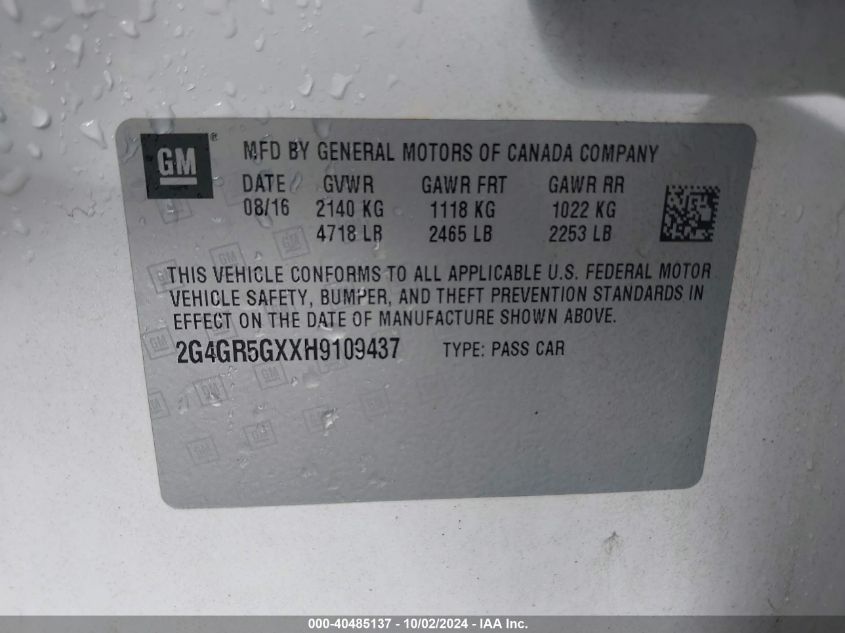 GM®
MFD BY GENERAL MOTORS OF CANADA COMPANY
DATE GVWR GAWR FRT GAWR RR
08/16 2140 KG 1118 KG 1022 KG
4718 LB 2465 LB 2253 LB
THIS VEHICLE CONFORMS TO ALL APPLICABLE U.S. FEDERAL MOTOR
VEHICLE SAFETY, BUMPER, AND THEFT PREVENTION STANDARDS IN
EFFECT ON THE DATE OF MANUFACTURE SHOWN ABOVE.
2G4GR5GXXH9109437 TYPE: PASS CAR
000-40485137 - 10/02/2024 - IAA Inc.